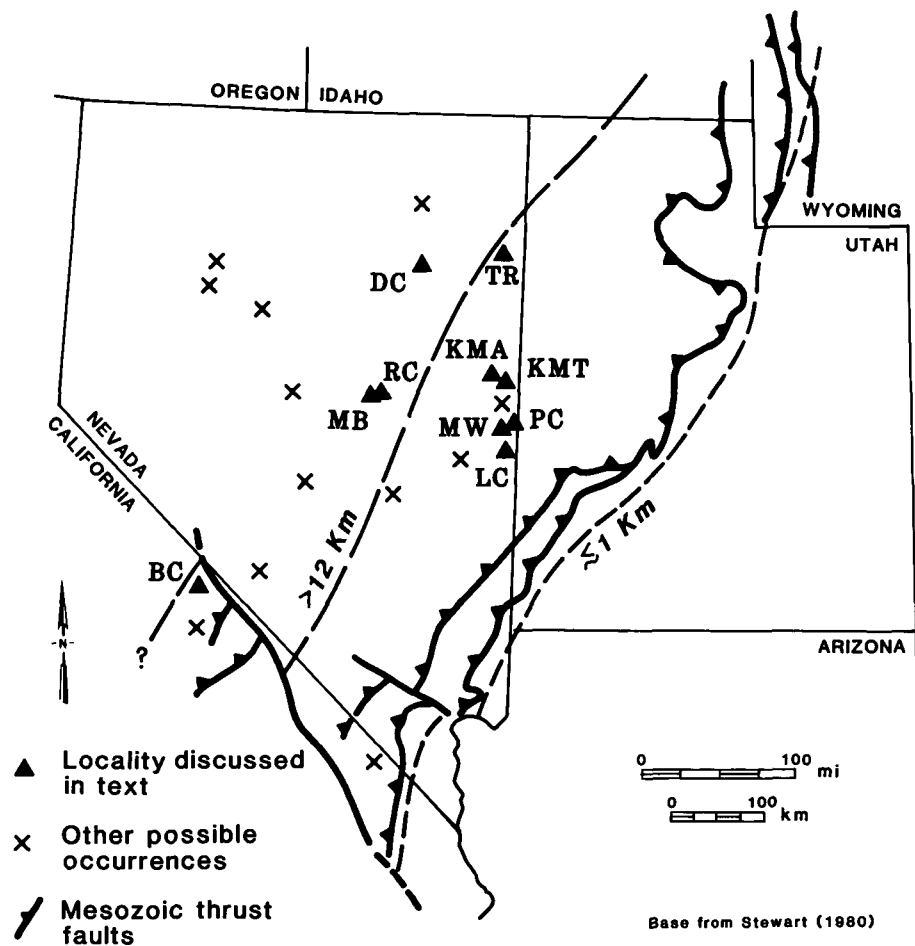 OREGON IDAHO
WYOMING
UTAH
DC
TR
KMA
KMT
RC
MB
MW
PC
LC
NEVADA
CALIFORNIA
>12 Km
≲1 Km
BC
?
N
ARIZONA
Locality discussed
in text
Other possible
occurrences
Mesozoic thrust
faults
0 100 mi
0 100
km
Base from Stewart (1980)